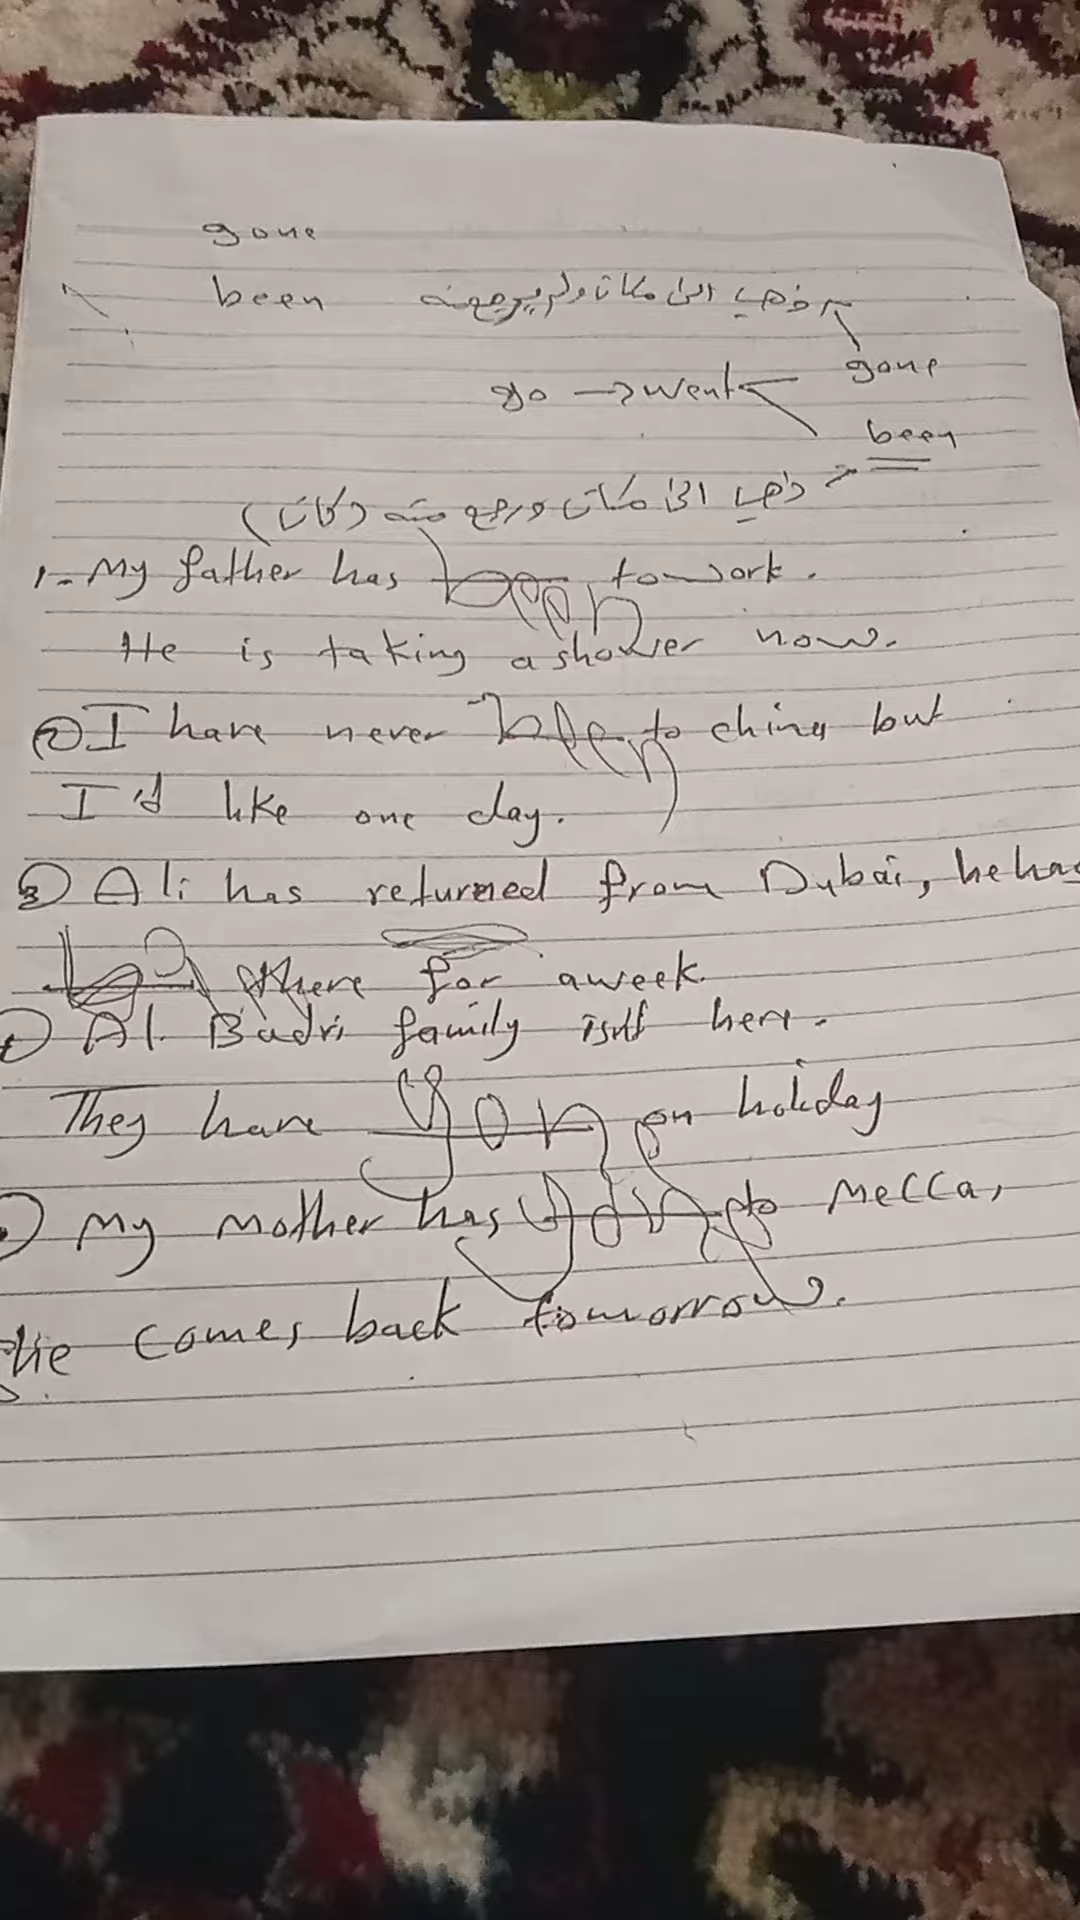 gone
been ذهب الى مكان ولم يرجع منه
gone
go → went
been
ذهب الى مكان ورجع منه (كان)
1- My father has been to work.
He is taking a shower now.
2 I have never been to china but
I'd like one day.
3 Ali has returned from Dubai, he has
there for a week.
Al. Badri family isn't here.
They have gone on holiday
My mother has gone to Mecca,
She comes back tomorrow.